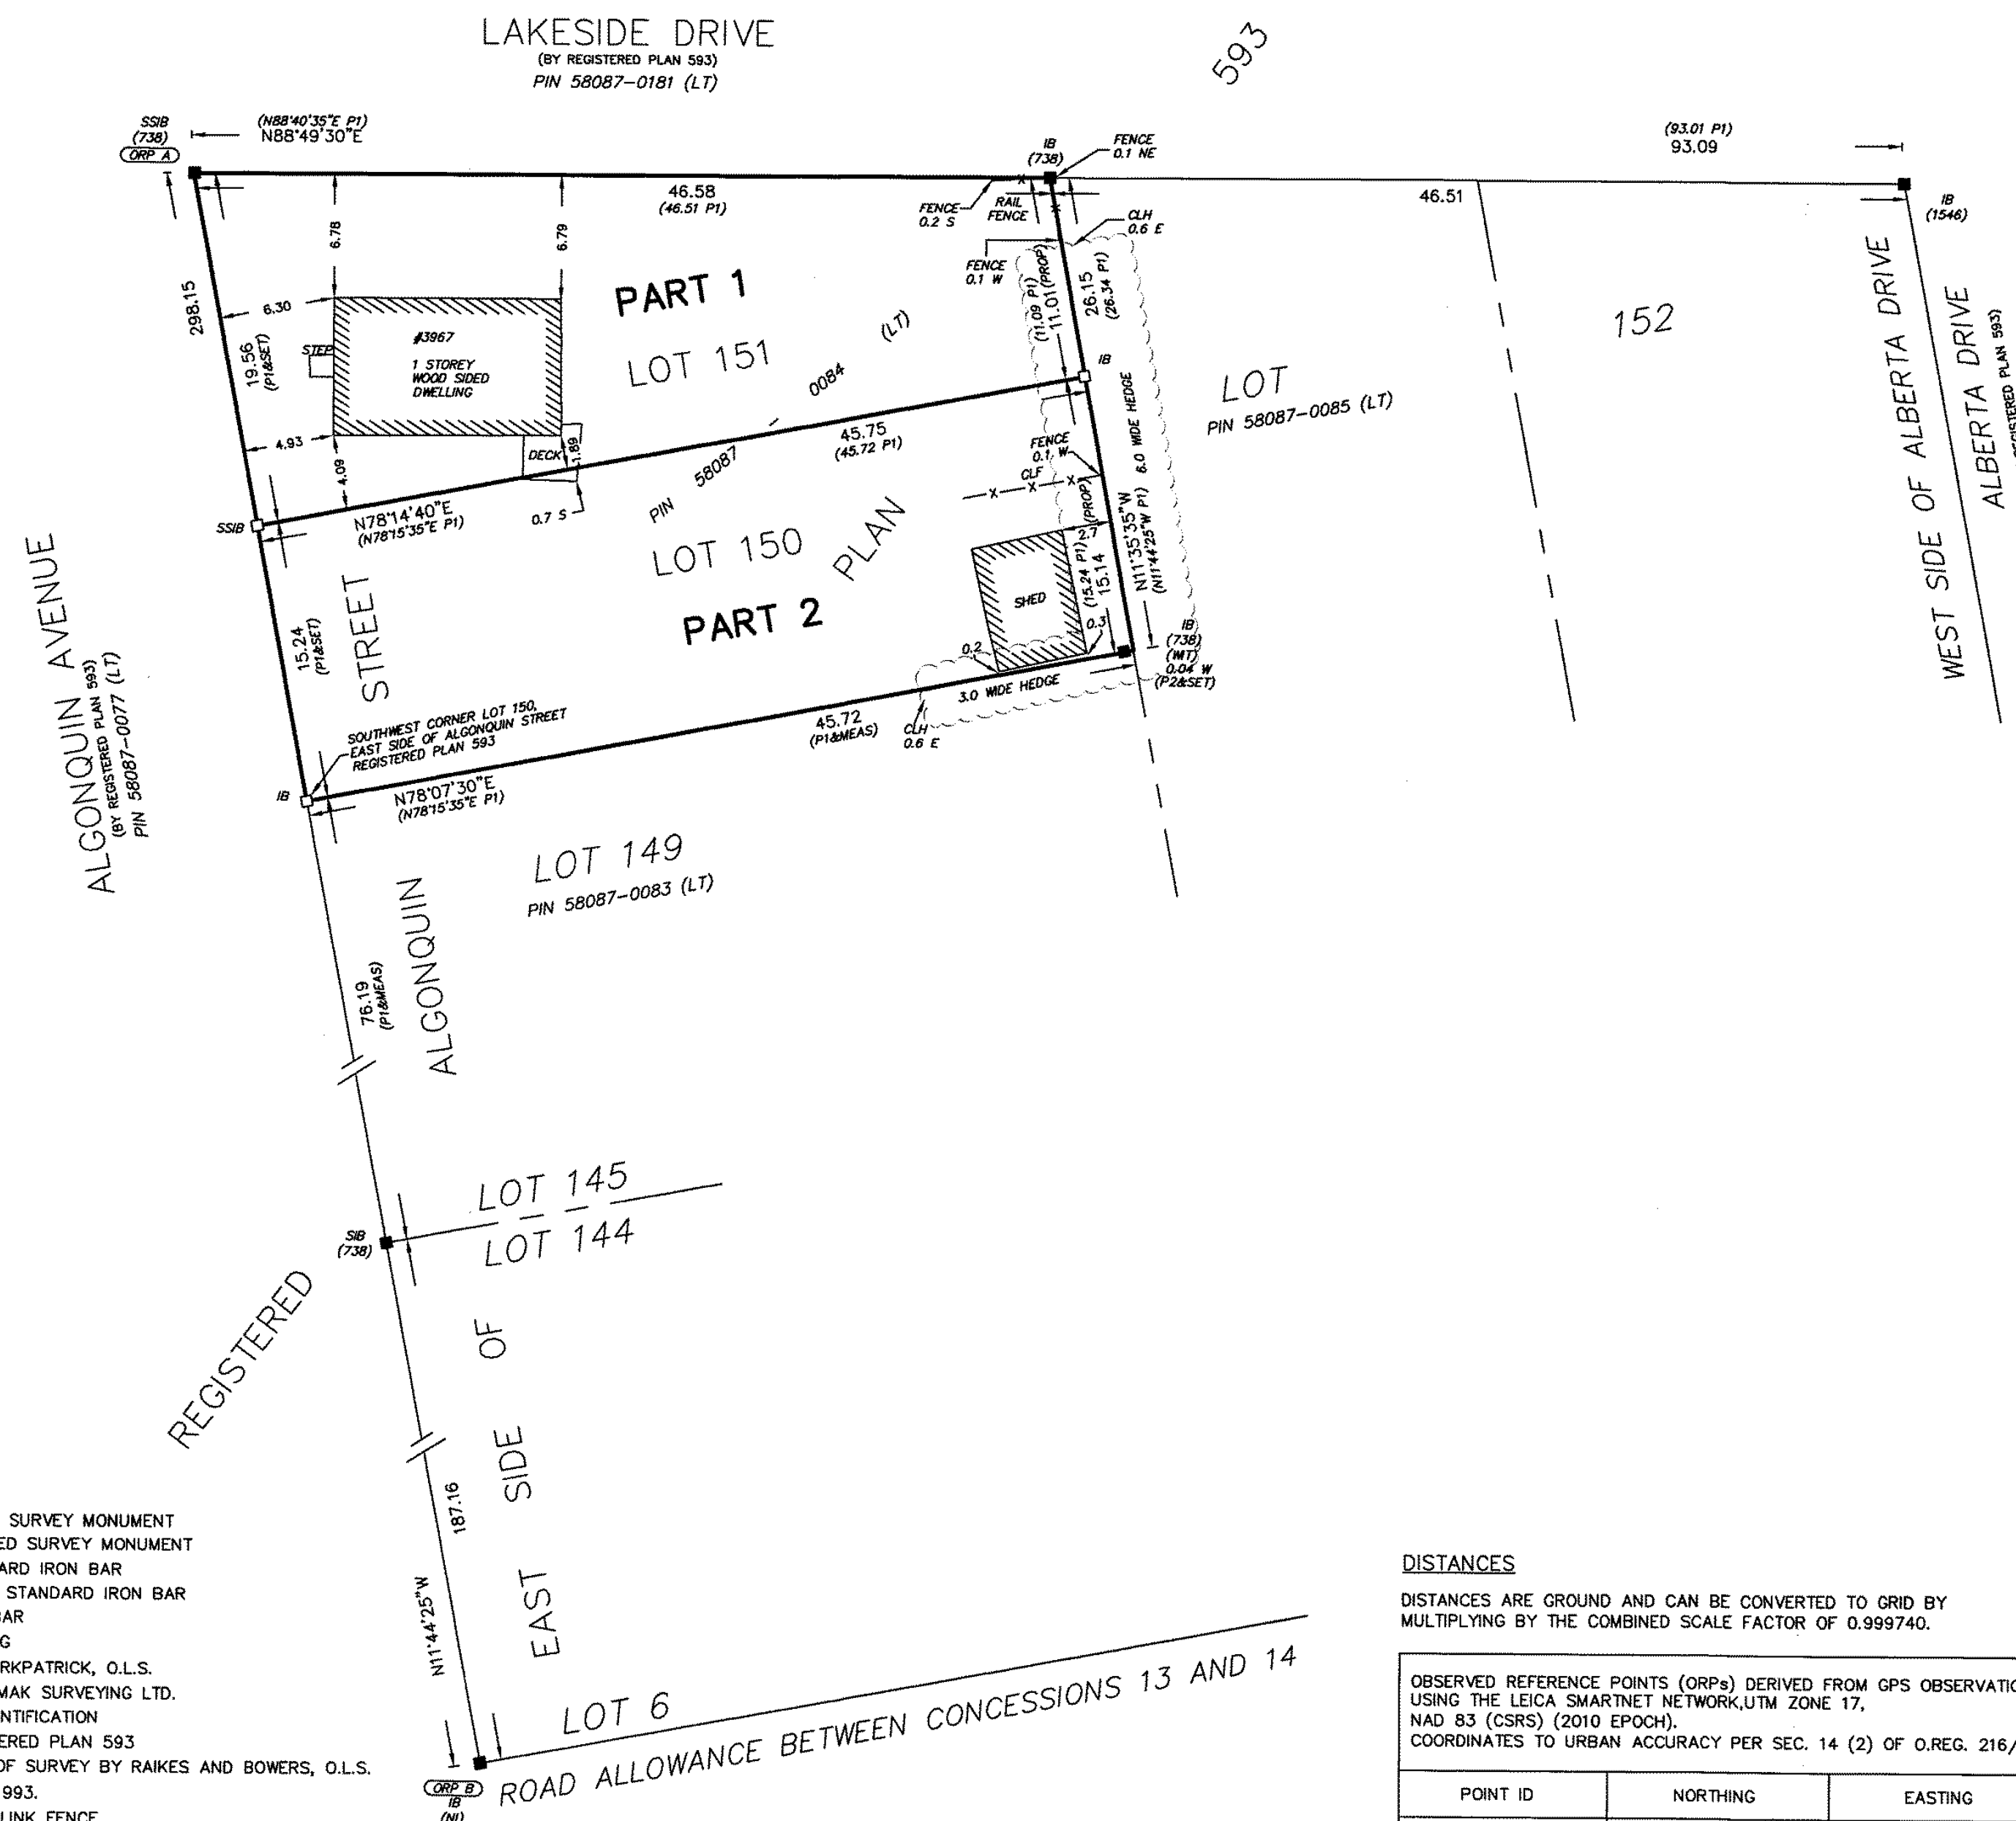 LAKESIDE DRIVE
(BY REGISTERED PLAN 593)
PIN 58087-0181 (LT)
593
SSIB
(738)
ORP A
(N88°40'35"E P1)
N88°49'30"E
IB
(738)
FENCE
0.1 NE
(93.01 P1)
93.09
46.58
(46.51 P1)
FENCE
0.2 S
RAIL
FENCE
CLH
0.6 E
46.51
IB
(1546)
6.78
6.79
298.15
19.56
(P1&SET)
6.30
4.93
4.09
STEP
#3967
1 STOREY
WOOD SIDED
DWELLING
DECK
1.89
0.7 S
PART 1
LOT 151
FENCE
0.1 W
(11.09 P1)
11.01 (PROP)
26.15
(26.34 P1)
IB
152
LOT
PIN 58087-0085 (LT)
WEST SIDE OF ALBERTA DRIVE
ALBERTA DRIVE
REGISTERED PLAN 593)
PIN 58087 - 0084 (LT)
45.75
(45.72 P1)
SSIB
N78°14'40"E
(N78°15'35"E P1)
FENCE
0.1 W
CLF
6.0 WIDE HEDGE
N11°35'35"W
(N11°44'25"W P1)
LOT 150
PLAN
PART 2
SHED
2.7
(15.24 P1) (PROP)
15.14
0.2
0.3
IB
(738)
(WIT)
0.04 W
(P2&SET)
3.0 WIDE HEDGE
CLH
0.6 E
45.72
(P1&MEAS)
15.24
(P1&SET)
STREET
ALGONQUIN AVENUE
(BY REGISTERED PLAN 593)
PIN 58087-0077 (LT)
SOUTHWEST CORNER LOT 150,
EAST SIDE OF ALGONQUIN STREET
REGISTERED PLAN 593
IB
N78°07'30"E
(N78°15'35"E P1)
LOT 149
PIN 58087-0083 (LT)
76.19
(P1&MEAS)
ALGONQUIN
LOT 145
LOT 144
SIB
(738)
REGISTERED
EAST SIDE OF
187.16
N11°44'25"W
LOT 6
ROAD ALLOWANCE BETWEEN CONCESSIONS 13 AND 14
ORP B
IB
(NI)
SURVEY MONUMENT
ED SURVEY MONUMENT
ARD IRON BAR
STANDARD IRON BAR
BAR
G
RKPATRICK, O.L.S.
MAK SURVEYING LTD.
NTIFICATION
ERED PLAN 593
OF SURVEY BY RAIKES AND BOWERS, O.L.S.
993.
LINK FENCE
DISTANCES
DISTANCES ARE GROUND AND CAN BE CONVERTED TO GRID BY
MULTIPLYING BY THE COMBINED SCALE FACTOR OF 0.999740.
OBSERVED REFERENCE POINTS (ORPs) DERIVED FROM GPS OBSERVATIO
USING THE LEICA SMARTNET NETWORK,UTM ZONE 17,
NAD 83 (CSRS) (2010 EPOCH).
COORDINATES TO URBAN ACCURACY PER SEC. 14 (2) OF O.REG. 216/
POINT ID NORTHING EASTING